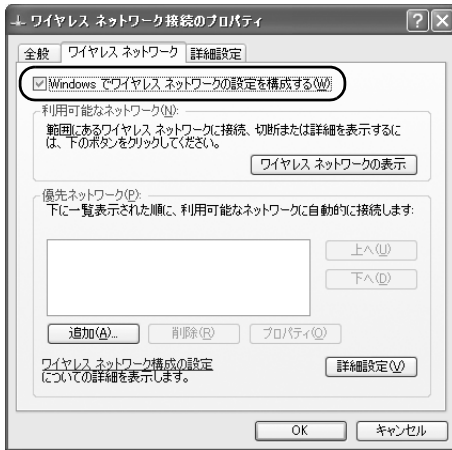 ワイヤレス ネットワーク接続のプロパティ
全般 ワイヤレス ネットワーク 詳細設定
Windows でワイヤレス ネットワークの設定を構成する(W)
利用可能なネットワーク(N):
範囲にあるワイヤレス ネットワークに接続、切断または詳細を表示するに
は、下のボタンをクリックしてください。
ワイヤレス ネットワークの表示
優先ネットワーク(P):
下に一覧表示された順に、利用可能なネットワークに自動的に接続します:
上へ(U)
下へ(D)
追加(A)... 削除(R) プロパティ(O)
ワイヤレス ネットワーク構成の設定
についての詳細を表示します。
詳細設定(V)
OK キャンセル